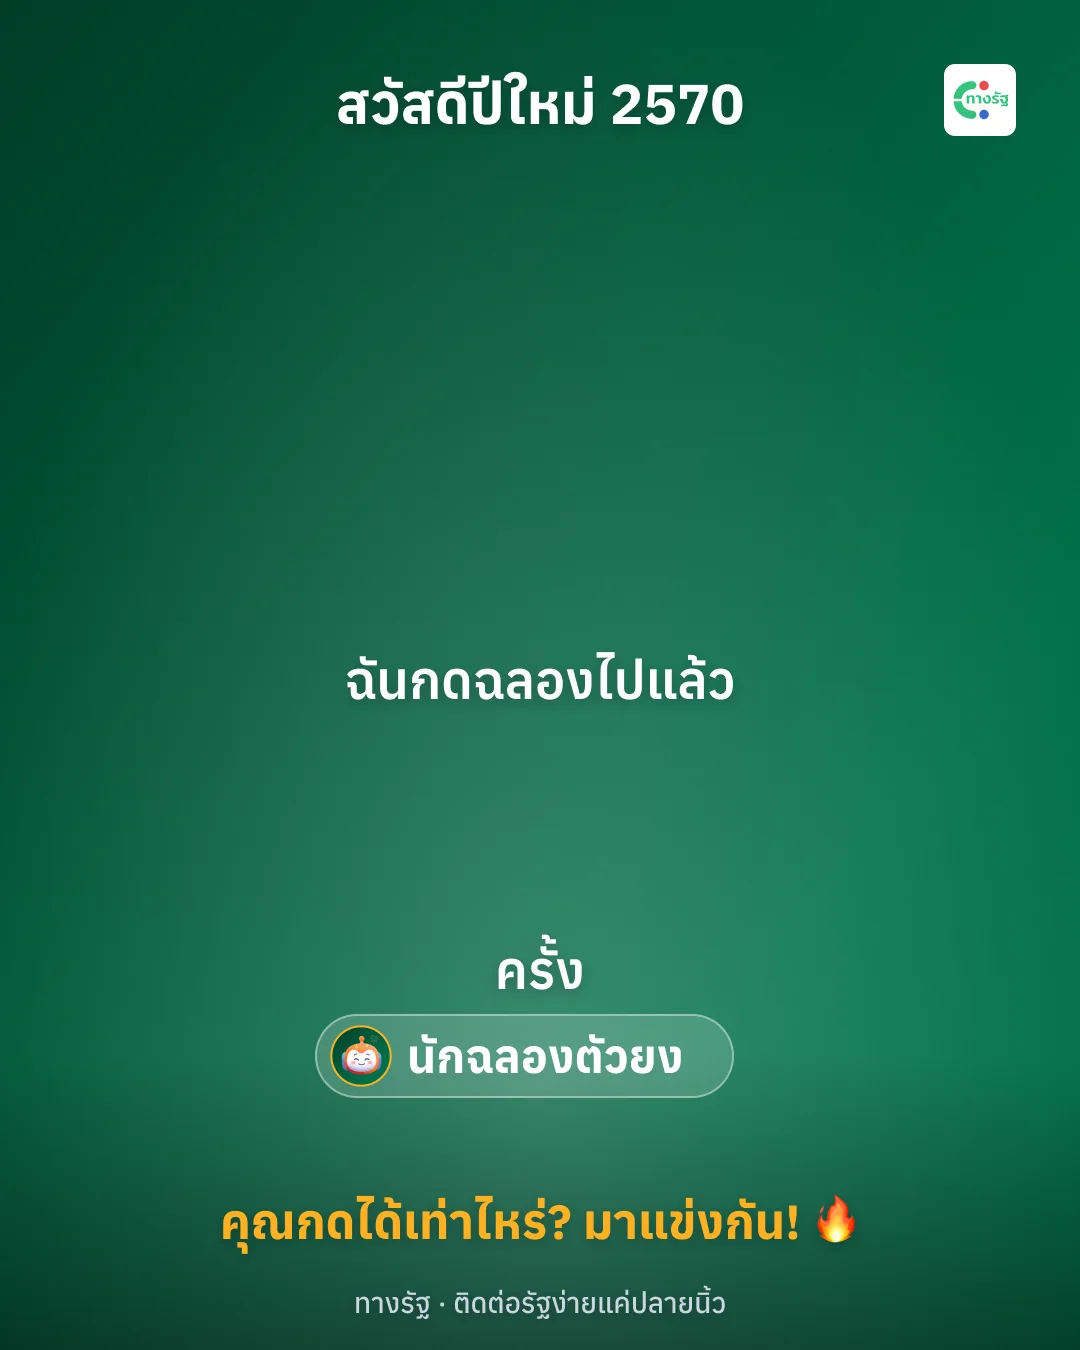 สวัสดีปีใหม่ 2570
ทางรัฐ
ฉันกดฉลองไปแล้ว
ครั้ง
นักฉลองตัวยง
คุณกดได้เท่าไหร่? มาแข่งกัน! 🔥
ทางรัฐ · ติดต่อรัฐง่ายแค่ปลายนิ้ว